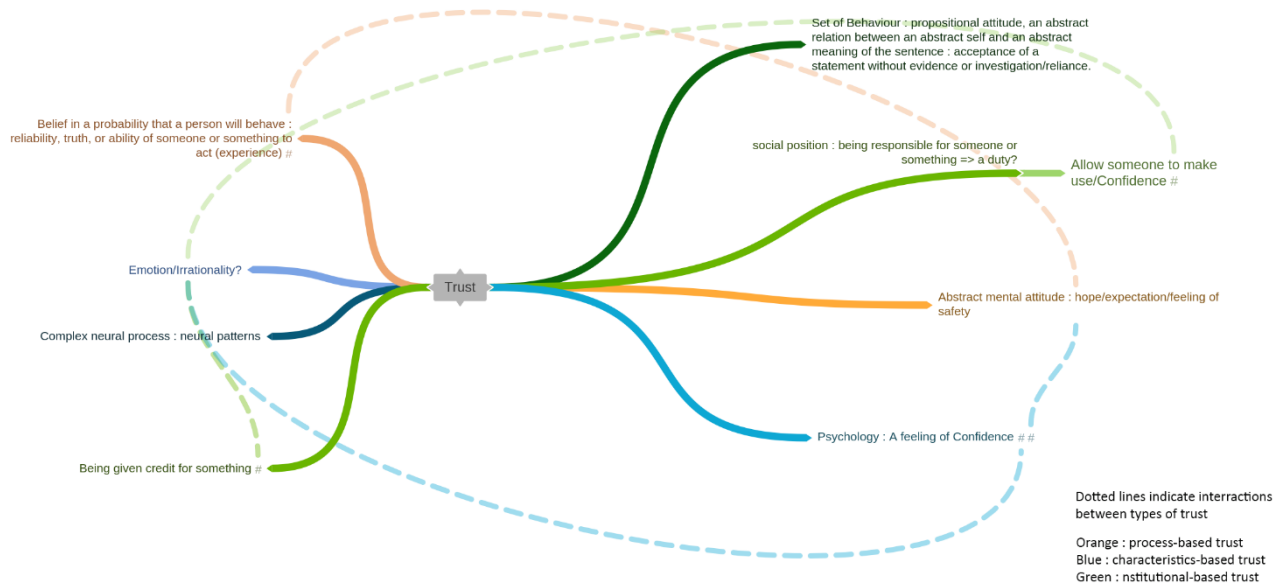 Set of Behaviour : propositional attitude, an abstract
relation between an abstract self and an abstract
meaning of the sentence : acceptance of a
statement without evidence or investigation/reliance.
Belief in a probability that a person will behave :
reliability, truth, or ability of someone or something to
act (experience) #
social position : being responsible for someone or
something => a duty?
Allow someone to make
use/Confidence #
Emotion/Irrationality?
Trust
Abstract mental attitude : hope/expectation/feeling of
safety
Complex neural process : neural patterns
Psychology : A feeling of Confidence # #
Being given credit for something #
Dotted lines indicate interractions
between types of trust
Orange : process-based trust
Blue : characteristics-based trust
Green : nstitutional-based trust